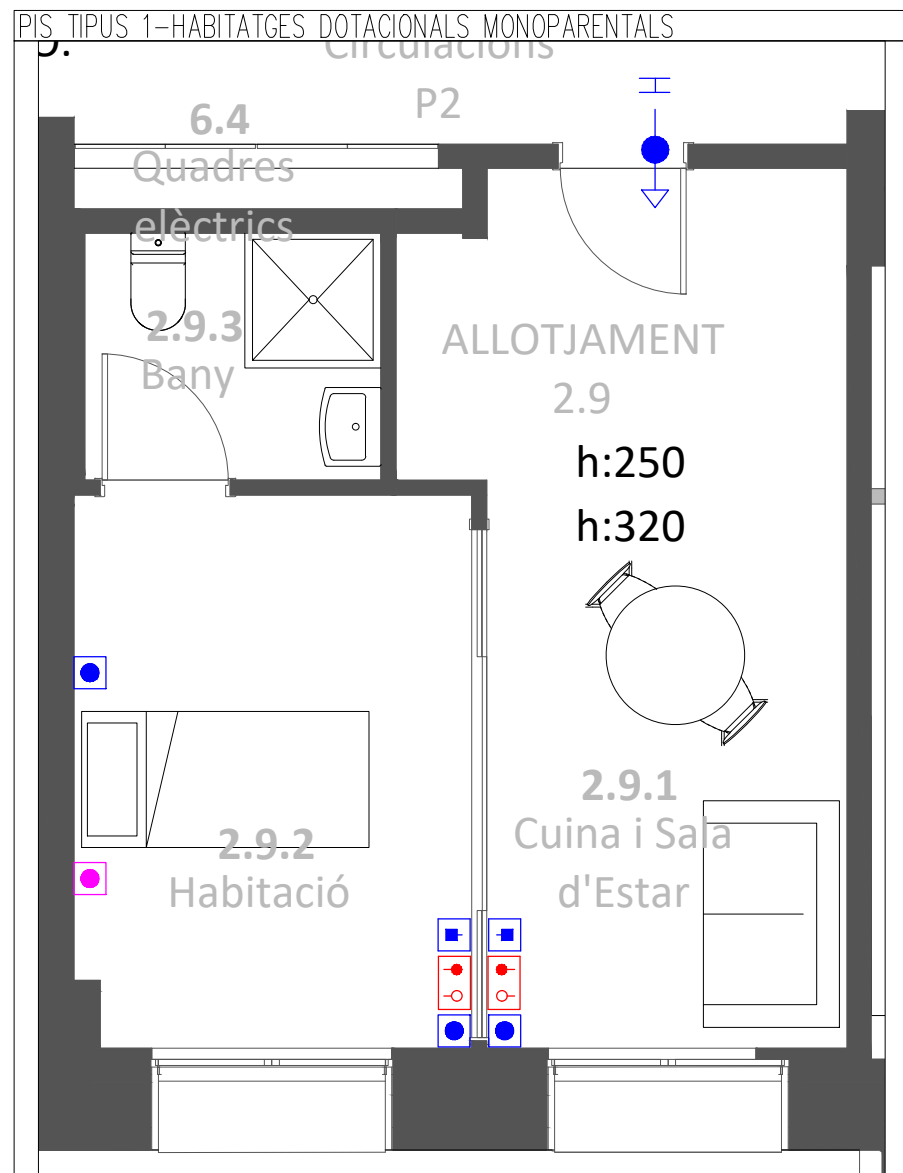 PIS TIPUS 1-HABITATGES DOTACIONALS MONOPARENTALS
Circulacions
P2
6.4
Quadres
elèctrics
H
2.9.3
Bany
ALLOTJAMENT
2.9
h:250
h:320
2.9.1
Cuina i Sala
d'Estar
2.9.2
Habitació